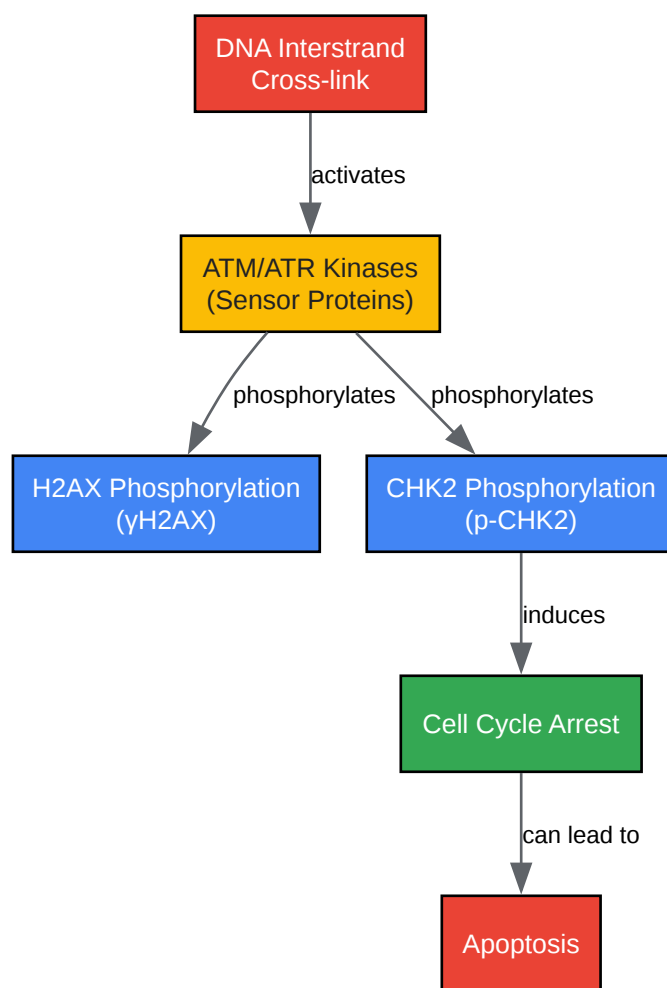 DNA Interstrand
Cross-link
activates
ATM/ATR Kinases
(Sensor Proteins)
phosphorylates
phosphorylates
H2AX Phosphorylation
(γH2AX)
CHK2 Phosphorylation
(p-CHK2)
induces
Cell Cycle Arrest
can lead to
Apoptosis